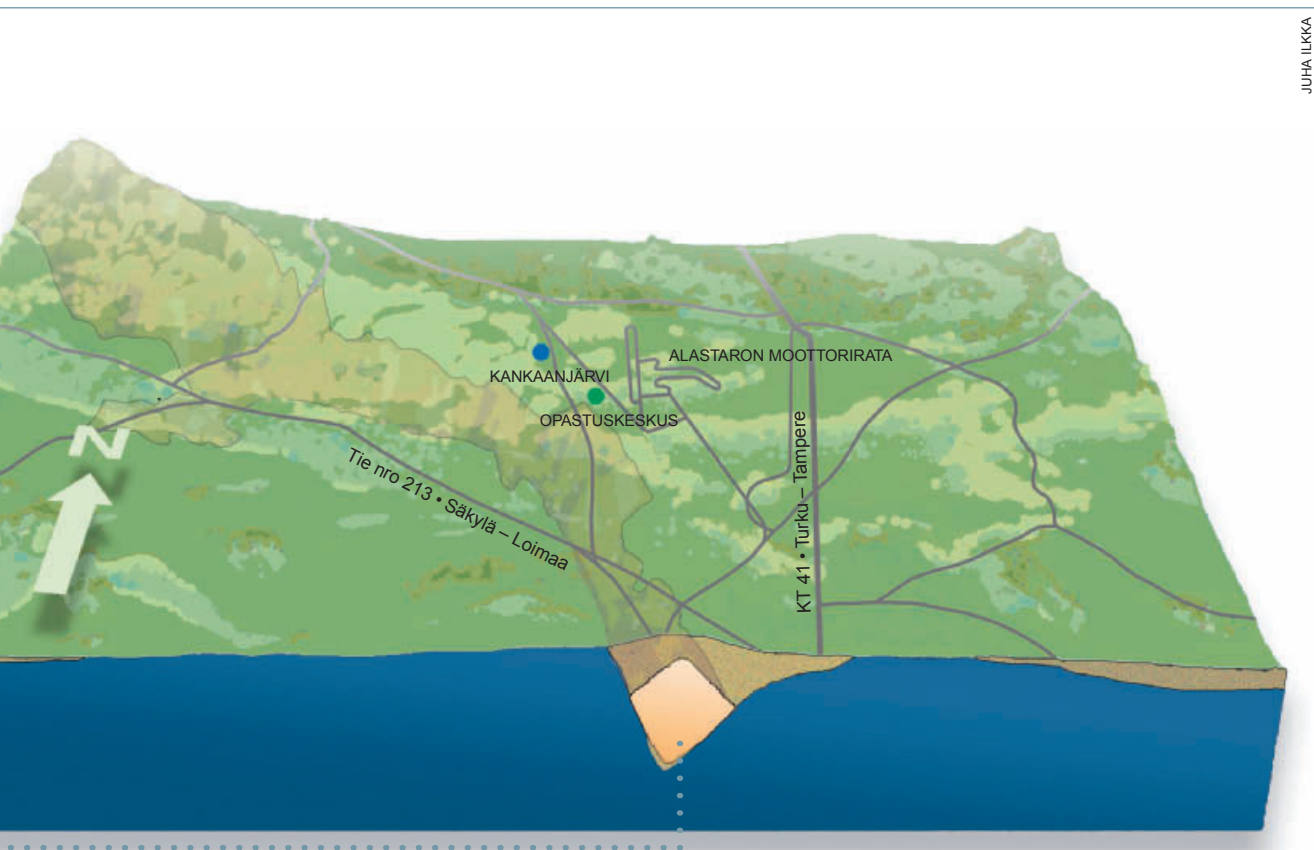 JUHA ILKKA
ALASTARON MOOTTORIRATA
KANKAANJÄRVI
OPASTUSKESKUS
N
Tie nro 213 • Säkylä – Loimaa
KT 41 • Turku – Tampere